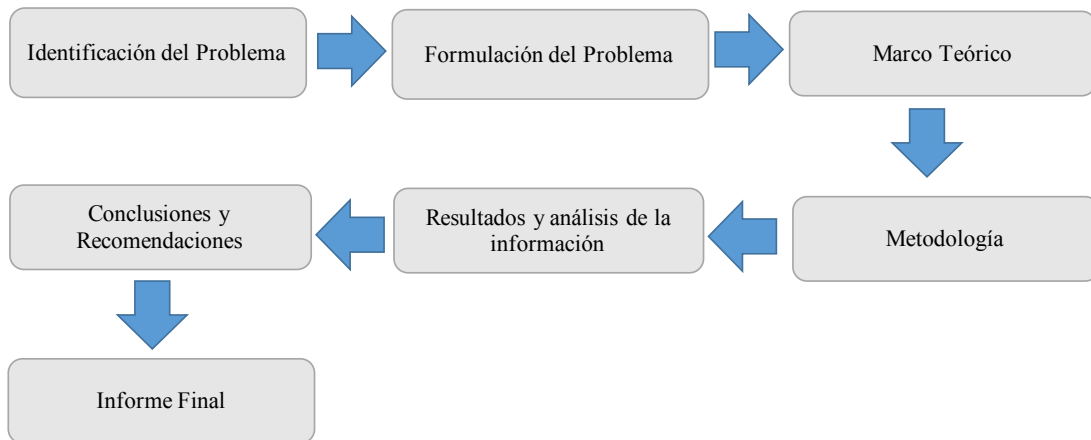 Identificación del Problema
Formulación del Problema
Marco Teórico
Metodología
Resultados y análisis de la
información
Conclusiones y
Recomendaciones
Informe Final